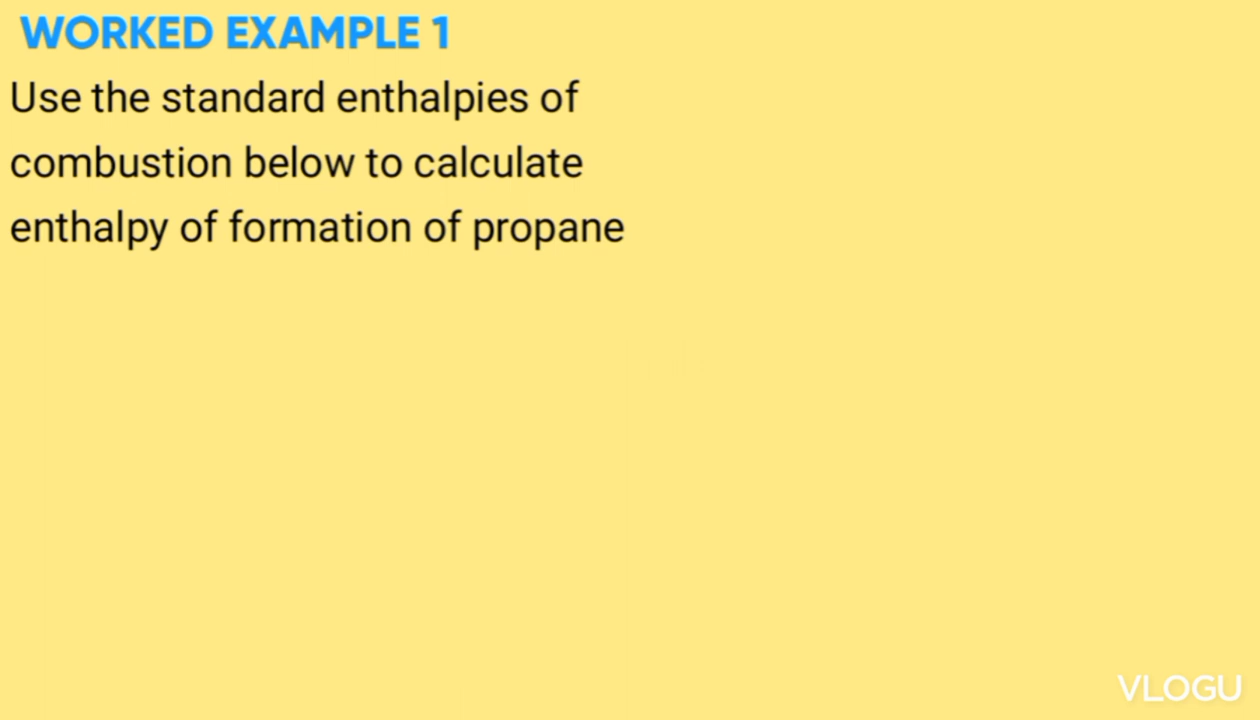 WORKED EXAMPLE 1
Use the standard enthalpies of
combustion below to calculate
enthalpy of formation of propane
VLOGU